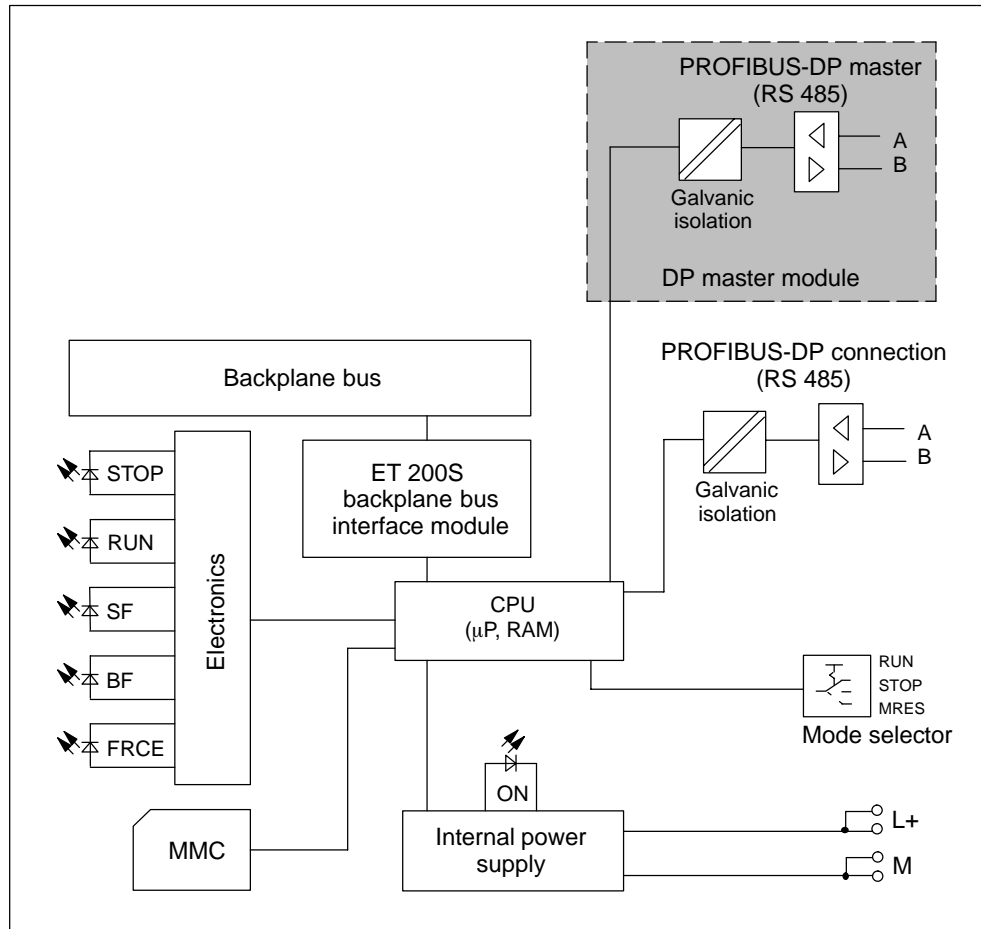 PROFIBUS-DP master
(RS 485)
A
B
Galvanic
isolation
DP master module
PROFIBUS-DP connection
(RS 485)
A
B
Galvanic
isolation
Backplane bus
ET 200S
backplane bus
interface module
STOP
RUN
SF
BF
FRCE
Electronics
CPU
(μP, RAM)
RUN
STOP
MRES
Mode selector
ON
MMC
Internal power
supply
L+
M